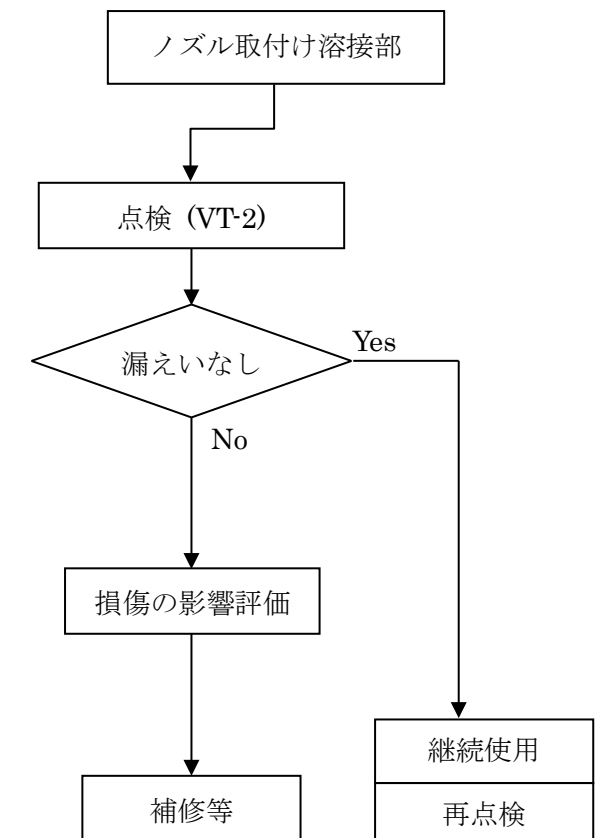 ノズル取付け溶接部
点検 (VT-2)
漏えいなし
Yes
No
損傷の影響評価
継続使用
補修等
再点検